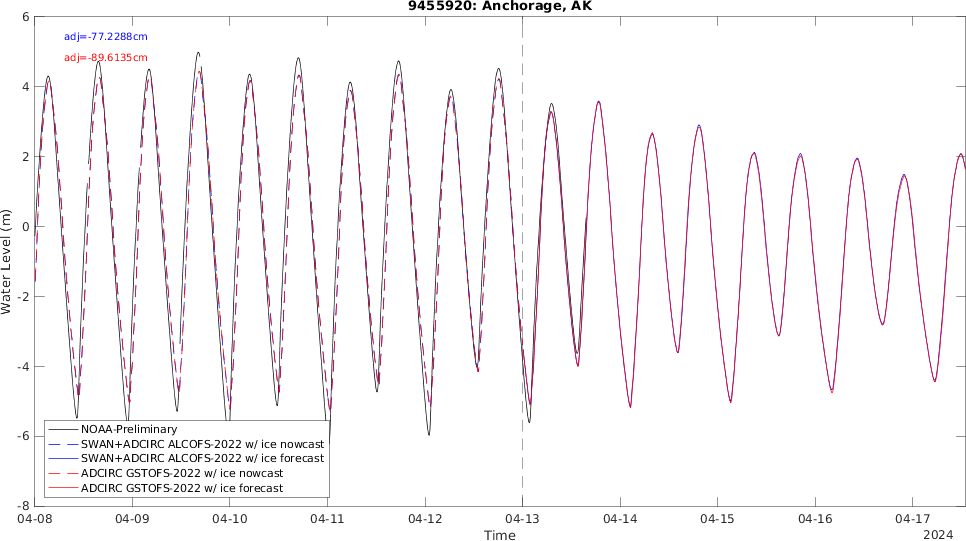 9455920: Anchorage, AK
adj=-77.2288cm
adj=-89.6135cm
6
4
2
0
-2
-4
-6
-8
Water Level (m)
NOAA-Preliminary
SWAN+ADCIRC ALCOFS-2022 w/ ice nowcast
SWAN+ADCIRC ALCOFS-2022 w/ ice forecast
ADCIRC GSTOFS-2022 w/ ice nowcast
ADCIRC GSTOFS-2022 w/ ice forecast
04-08 04-09 04-10 04-11 04-12 04-13 04-14 04-15 04-16 04-17
Time
2024